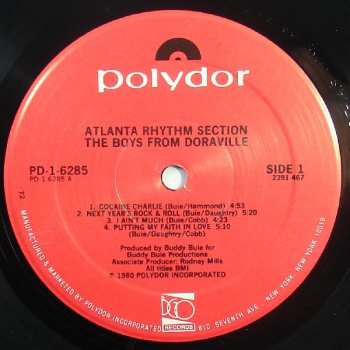 polydor
ATLANTA RHYTHM SECTION
THE BOYS FROM DORAVILLE
PD-1-6285
PD-1-6285 A
SIDE 1
2391 467
72
1. COCAINE CHARLIE (Buie/Hammond) 4:23
2. NEXT YEAR'S ROCK & ROLL (Buie/Daughtry) 5:20
3. I AIN'T MUCH (Buie/Cobb) 4:23
4. PUTTING MY FAITH IN LOVE 5:10
(Buie/Daughtry/Cobb)
Produced by Buddy Buie for
Buddy Buie Productions
Associate Producer: Rodney Mills
All titles BMI
℗ 1980 POLYDOR INCORPORATED
RECORDS
MANUFACTURED & MARKETED BY POLYDOR INCORPORATED 810 SEVENTH AVE., NEW YORK, NEW YORK 10019